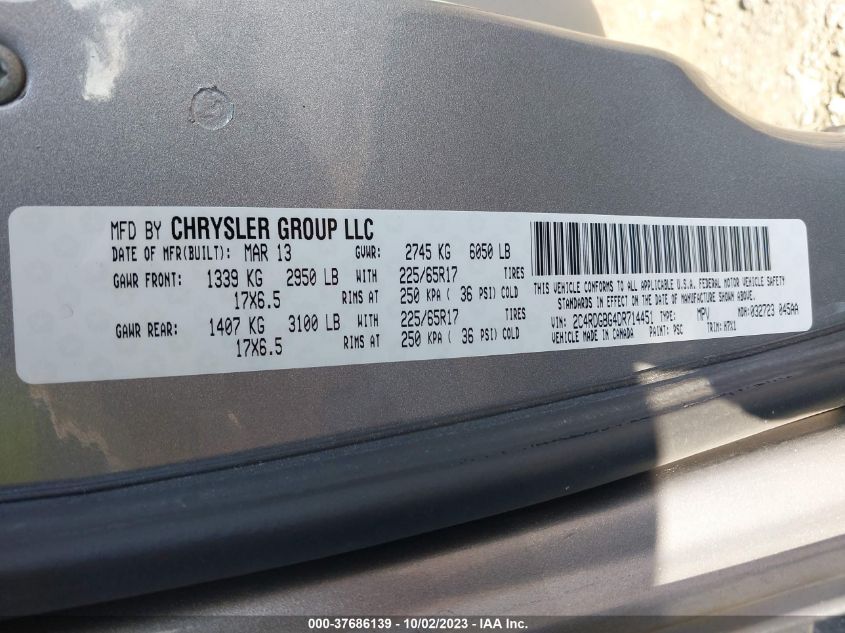 MFD BY CHRYSLER GROUP LLC
DATE OF MFR(BUILT): MAR 13 GVWR: 2745 KG 6050 LB
GAWR FRONT: 1339 KG 2950 LB WITH 225/65R17 TIRES
17X6.5 RIMS AT 250 KPA ( 36 PSI) COLD
GAWR REAR: 1407 KG 3100 LB WITH 225/65R17 TIRES
17X6.5 RIMS AT 250 KPA ( 36 PSI) COLD
THIS VEHICLE CONFORMS TO ALL APPLICABLE U.S.A. FEDERAL MOTOR VEHICLE SAFETY
STANDARDS IN EFFECT ON THE DATE OF MANUFACTURE SHOWN ABOVE.
VIN: 2C4RDGBG4DR714451 TYPE: MPV MDH:032723 045AA
VEHICLE MADE IN CANADA PAINT: PSC TRIM: A7X1
000-37686139 - 10/02/2023 - IAA Inc.